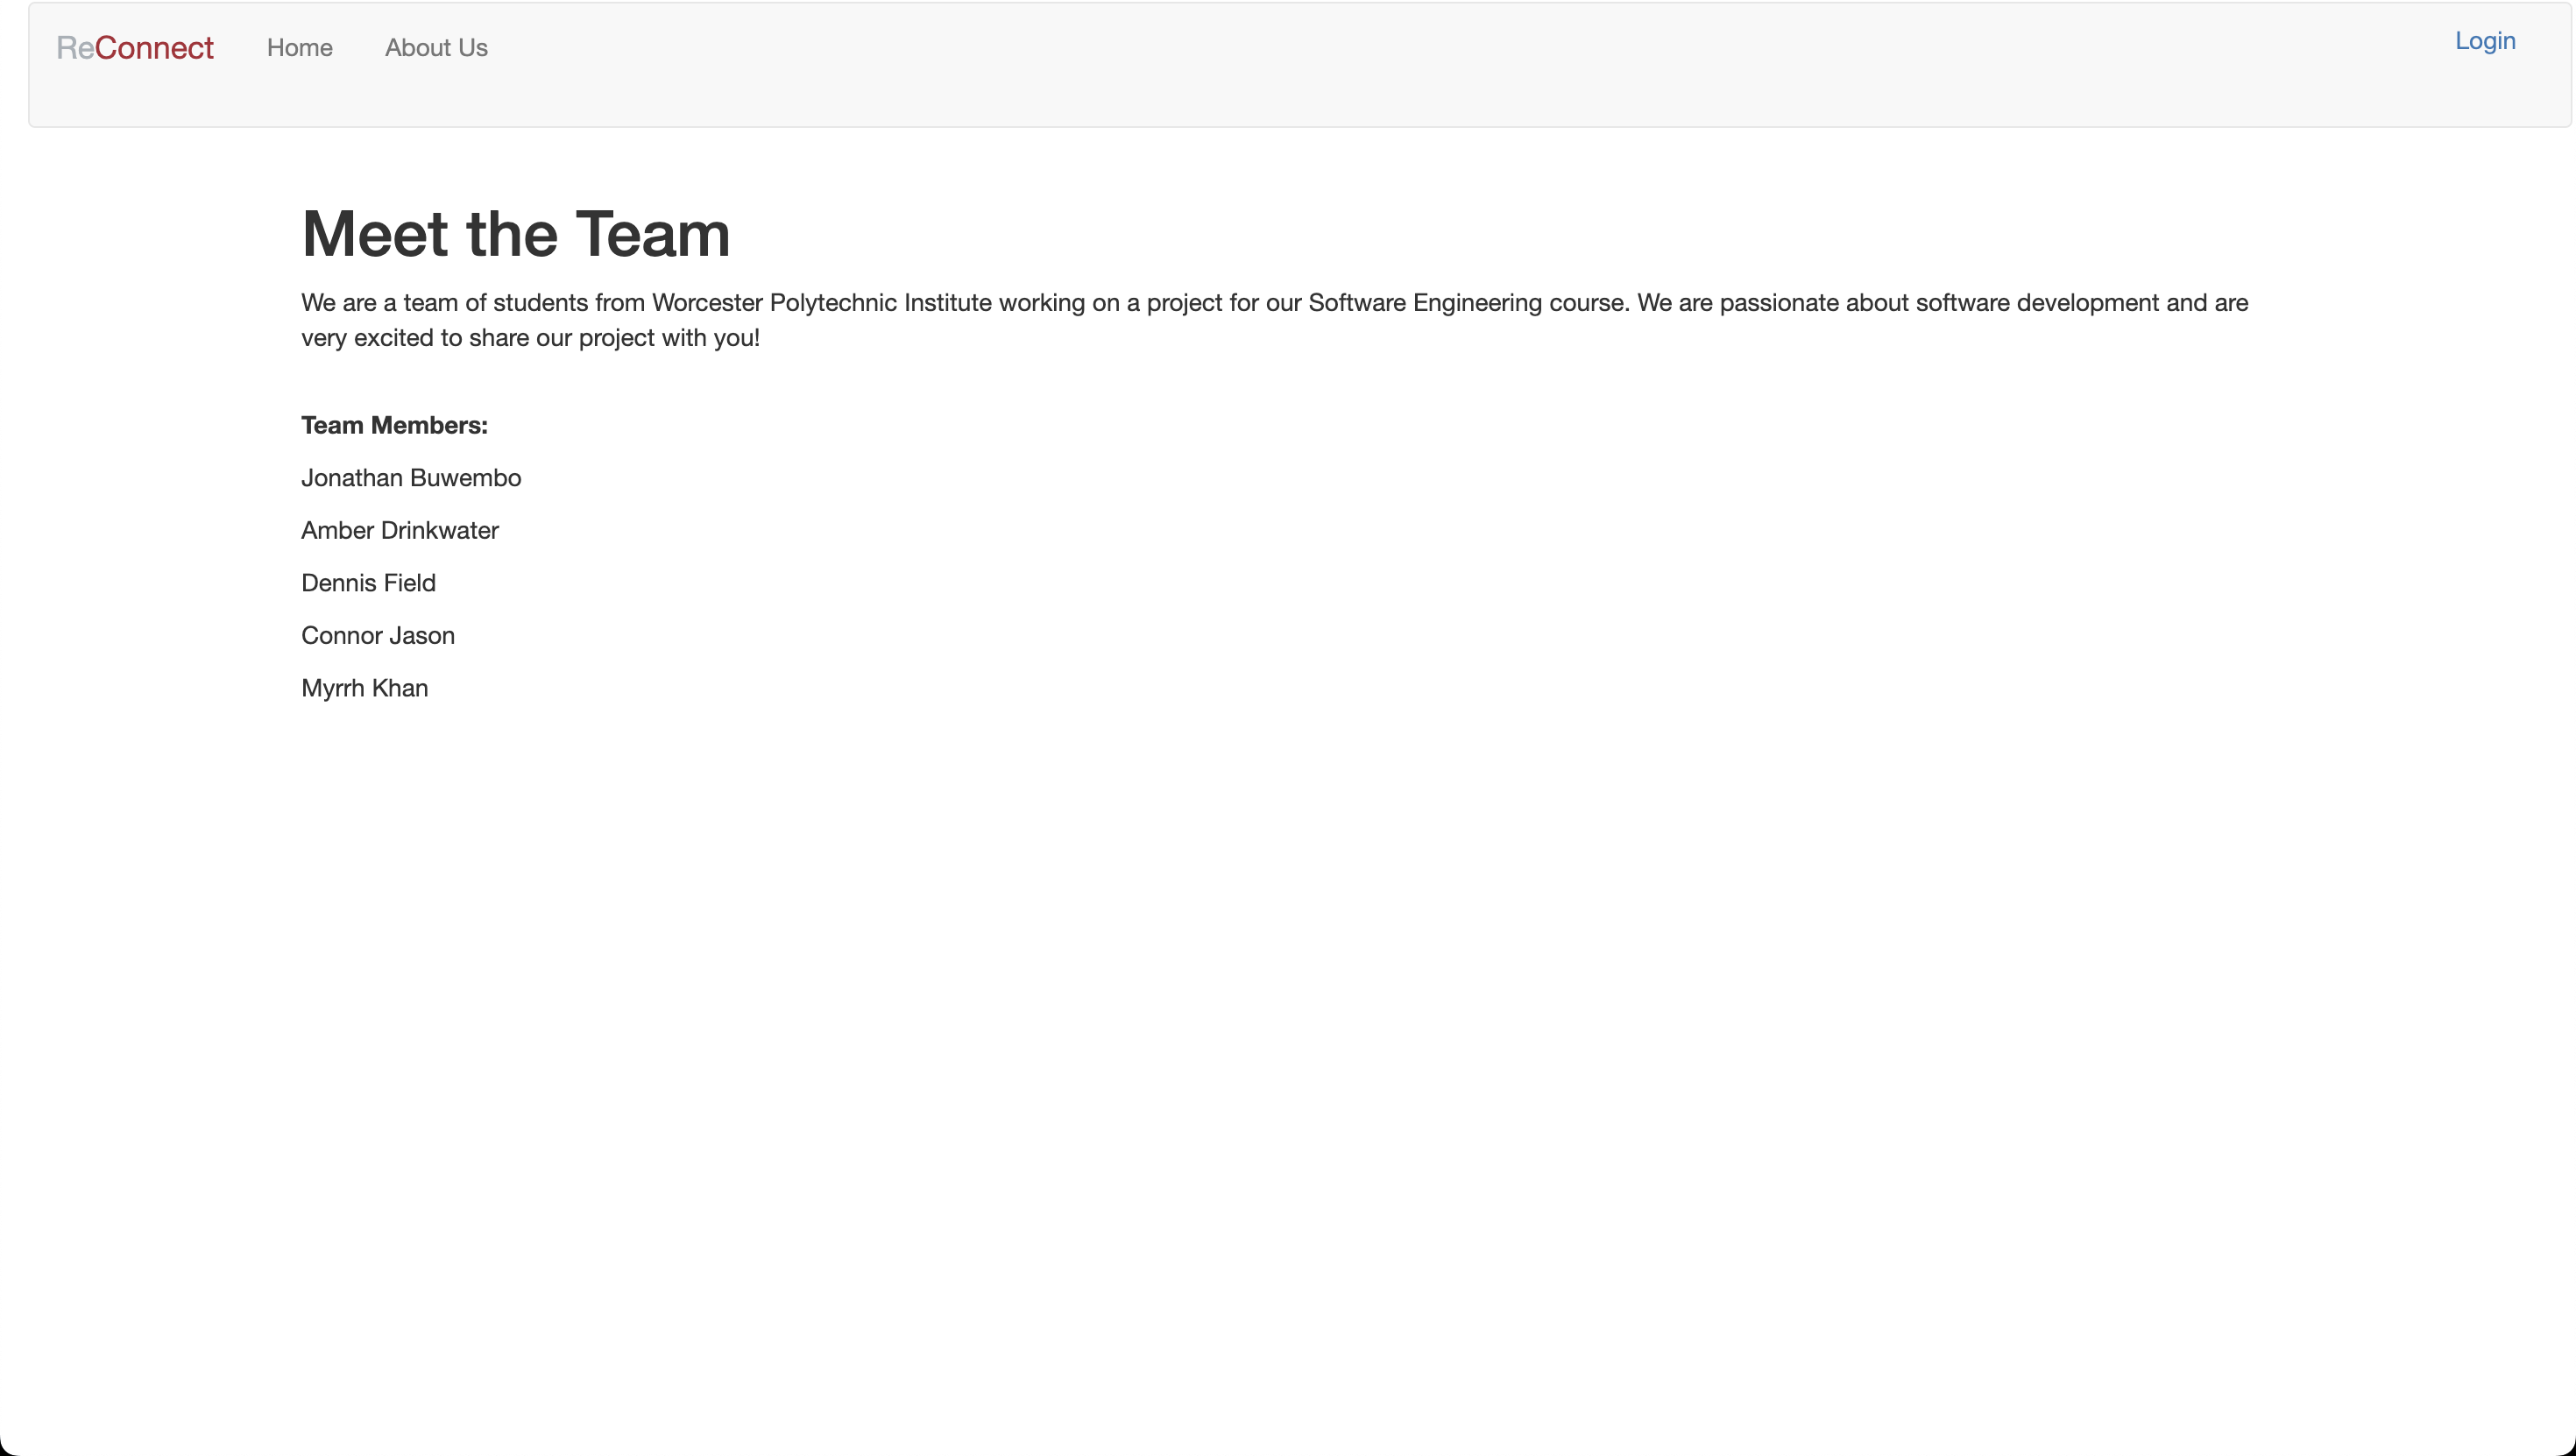 ReConnect Home About Us Login
Meet the Team
We are a team of students from Worcester Polytechnic Institute working on a project for our Software Engineering course. We are passionate about software development and are
very excited to share our project with you!
Team Members:
Jonathan Buwembo
Amber Drinkwater
Dennis Field
Connor Jason
Myrrh Khan